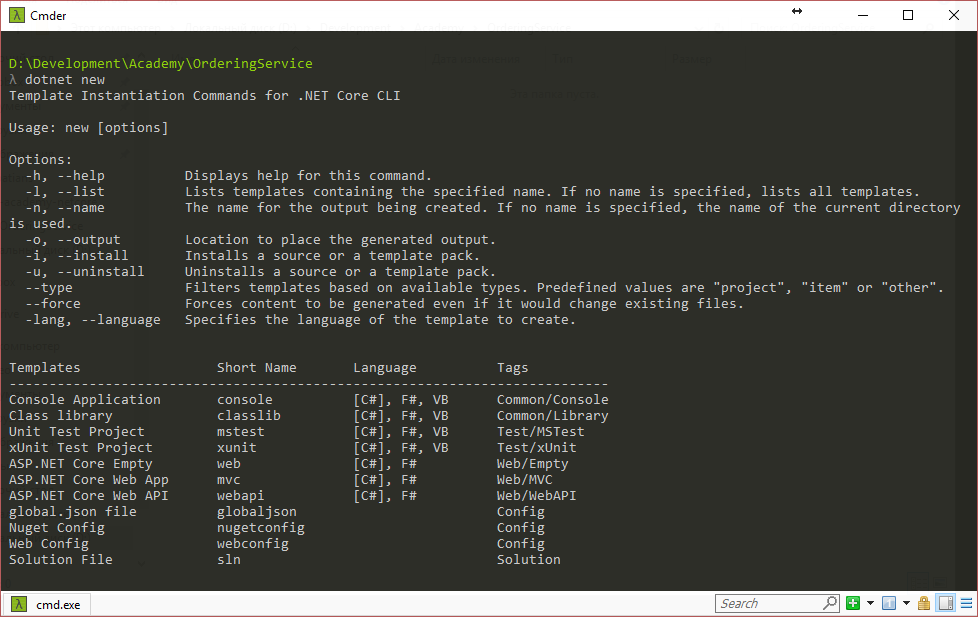 Cmder
D:\Development\Academy\OrderingService
λ dotnet new
Template Instantiation Commands for .NET Core CLI
Usage: new [options]
Options:
-h, --help Displays help for this command.
-l, --list Lists templates containing the specified name. If no name is specified, lists all templates.
-n, --name The name for the output being created. If no name is specified, the name of the current directory
is used.
-o, --output Location to place the generated output.
-i, --install Installs a source or a template pack.
-u, --uninstall Uninstalls a source or a template pack.
--type Filters templates based on available types. Predefined values are "project", "item" or "other".
--force Forces content to be generated even if it would change existing files.
-lang, --language Specifies the language of the template to create.
Templates Short Name Language Tags
---------------------------------------------------------------------------
Console Application console [C#], F#, VB Common/Console
Class library classlib [C#], F#, VB Common/Library
Unit Test Project mstest [C#], F#, VB Test/MSTest
xUnit Test Project xunit [C#], F#, VB Test/xUnit
ASP.NET Core Empty web [C#], F# Web/Empty
ASP.NET Core Web App mvc [C#], F# Web/MVC
ASP.NET Core Web API webapi [C#], F# Web/WebAPI
global.json file globaljson Config
Nuget Config nugetconfig Config
Web Config webconfig Config
Solution File sln Solution
cmd.exe Search